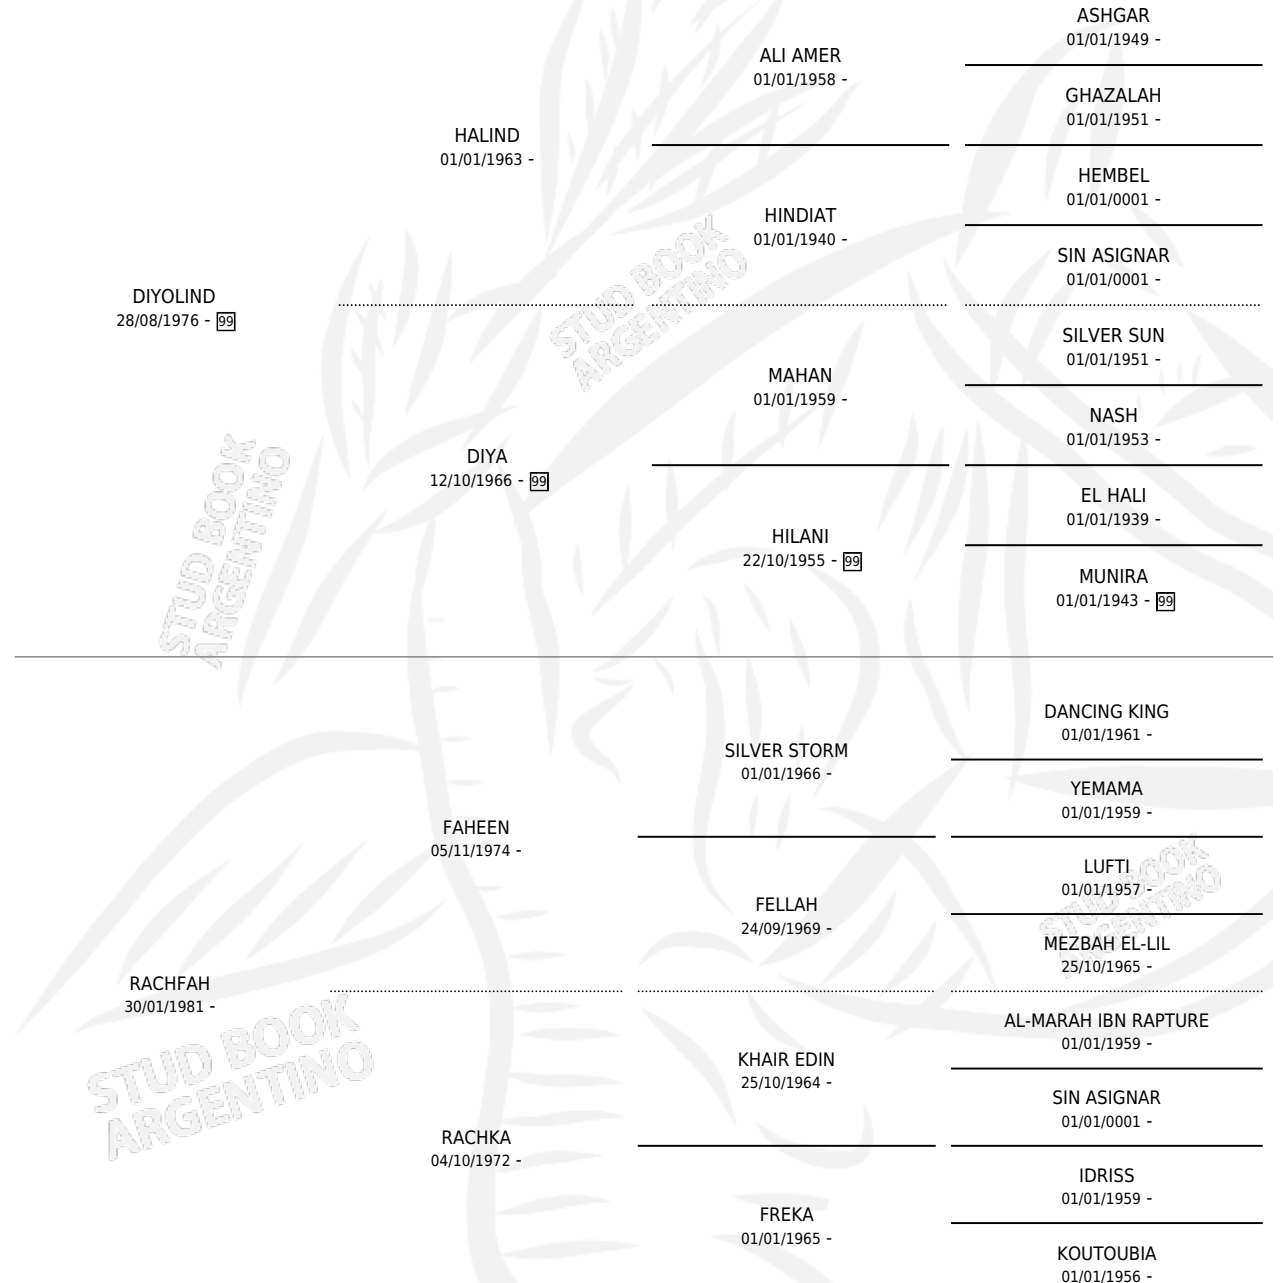 ASHGAR
01/01/1949 -
ALI AMER
01/01/1958 -
GHAZALAH
01/01/1951 -
HALIND
01/01/1963 -
HEMBEL
01/01/0001 -
HINDIAT
01/01/1940 -
SIN ASIGNAR
01/01/0001 -
DIYOLIND
28/08/1976 - 99
SILVER SUN
01/01/1951 -
MAHAN
01/01/1959 -
NASH
01/01/1953 -
DIYA
12/10/1966 - 99
EL HALI
01/01/1939 -
HILANI
22/10/1955 - 99
MUNIRA
01/01/1943 - 99
STUD BOOK
ARGENTINO
STUD BOOK
ARGENTINO
DANCING KING
01/01/1961 -
SILVER STORM
01/01/1966 -
YEMAMA
01/01/1959 -
FAHEEN
05/11/1974 -
LUFTI
01/01/1957 -
FELLAH
24/09/1969 -
MEZBAH EL-LIL
25/10/1965 -
RACHFAH
30/01/1981 -
AL-MARAH IBN RAPTURE
01/01/1959 -
KHAIR EDIN
25/10/1964 -
SIN ASIGNAR
01/01/0001 -
RACHKA
04/10/1972 -
IDRISS
01/01/1959 -
FREKA
01/01/1965 -
KOUTOUBIA
01/01/1956 -
STUD BOOK
ARGENTINO
STUD BOOK
ARGENTINO